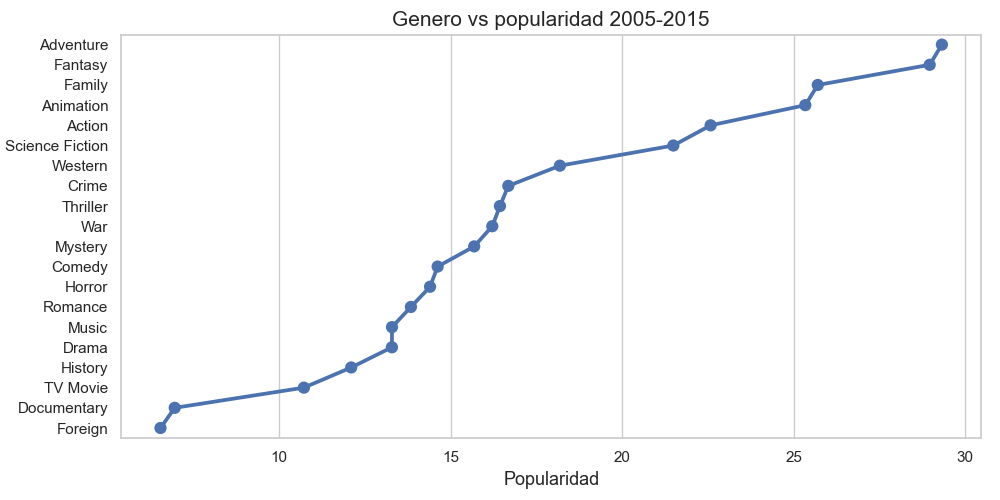 Genero vs popularidad 2005-2015
Adventure
Fantasy
Family
Animation
Action
Science Fiction
Western
Crime
Thriller
War
Mystery
Comedy
Horror
Romance
Music
Drama
History
TV Movie
Documentary
Foreign
10 15 20 25 30
Popularidad